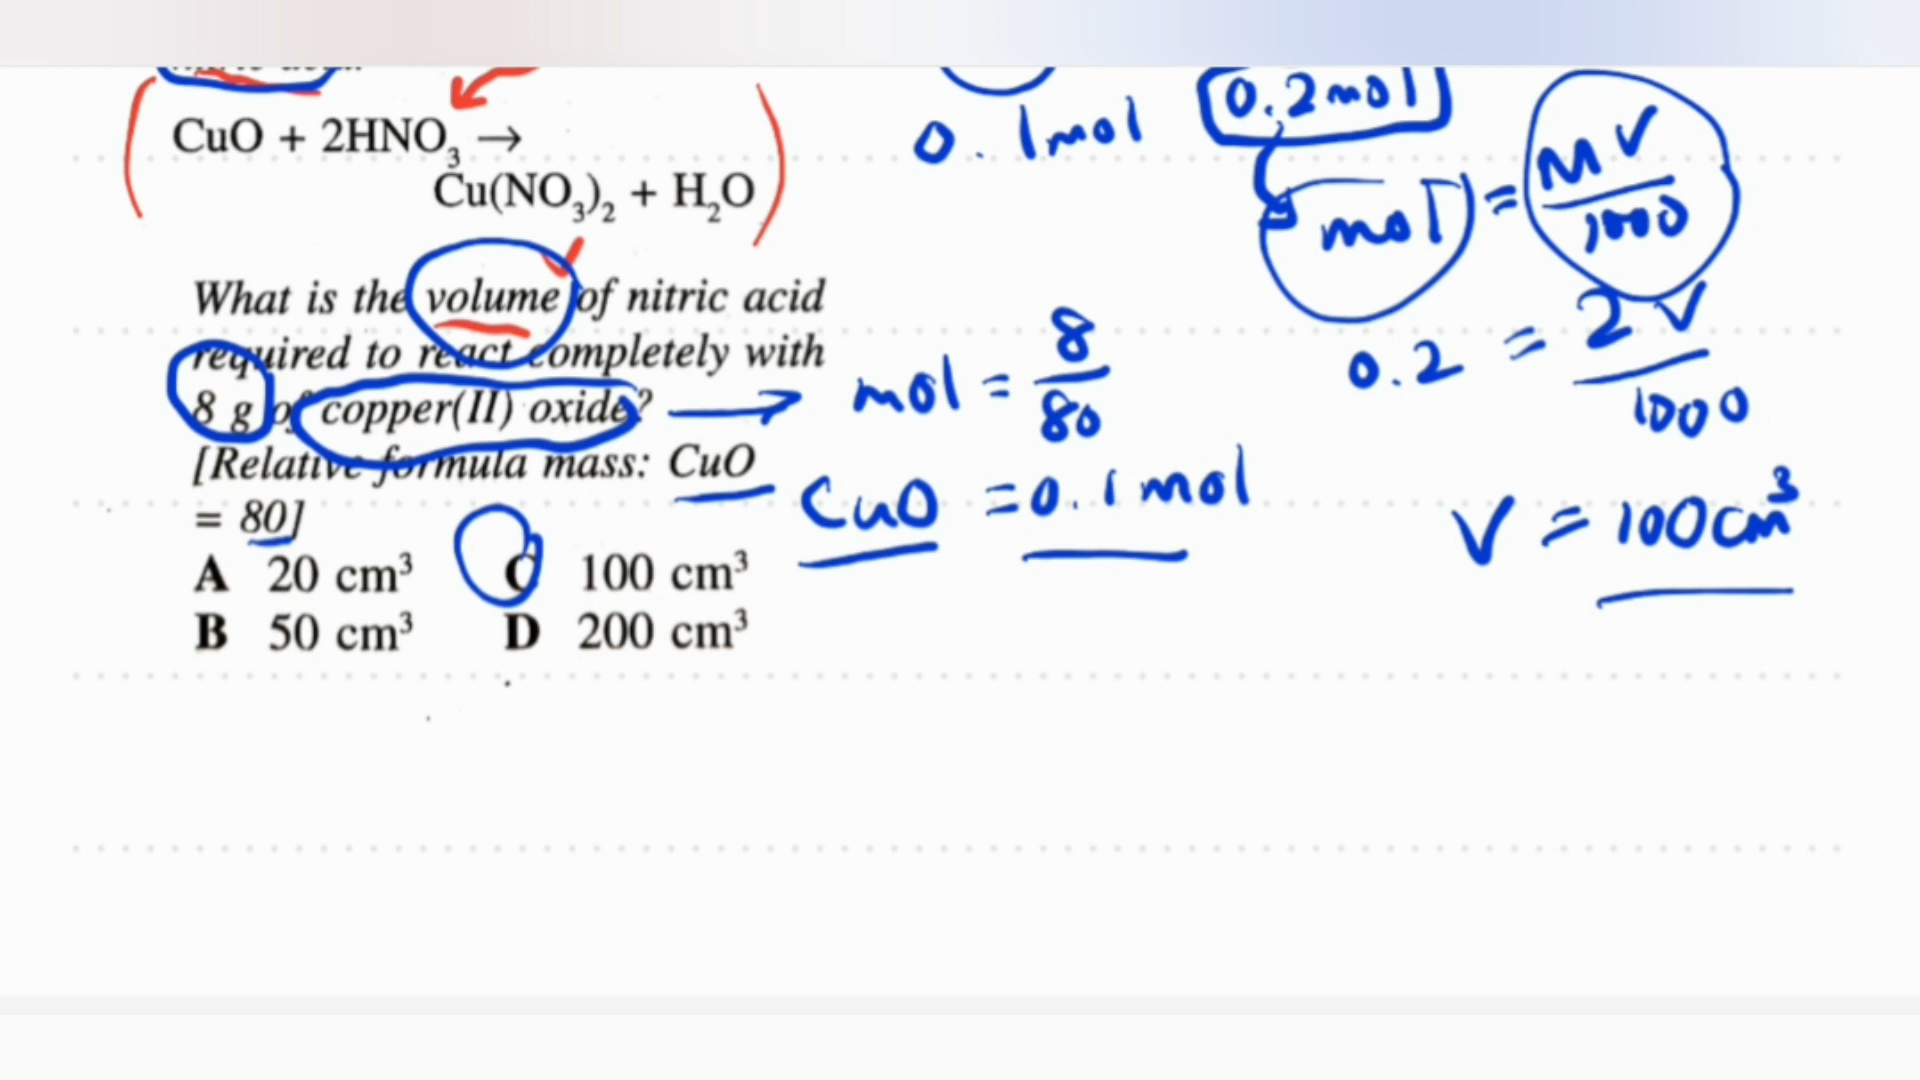 CuO + 2HNO₃ →
Cu(NO₃)₂ + H₂O
What is the volume of nitric acid
required to react completely with
8 g of copper(II) oxide?
[Relative formula mass: CuO
= 80]
A 20 cm³ C 100 cm³
B 50 cm³ D 200 cm³
0.1mol
0.2mol
mol = MV/1000
mol = 8/80
CuO = 0.1mol
0.2 = 2V/1000
V = 100cm³